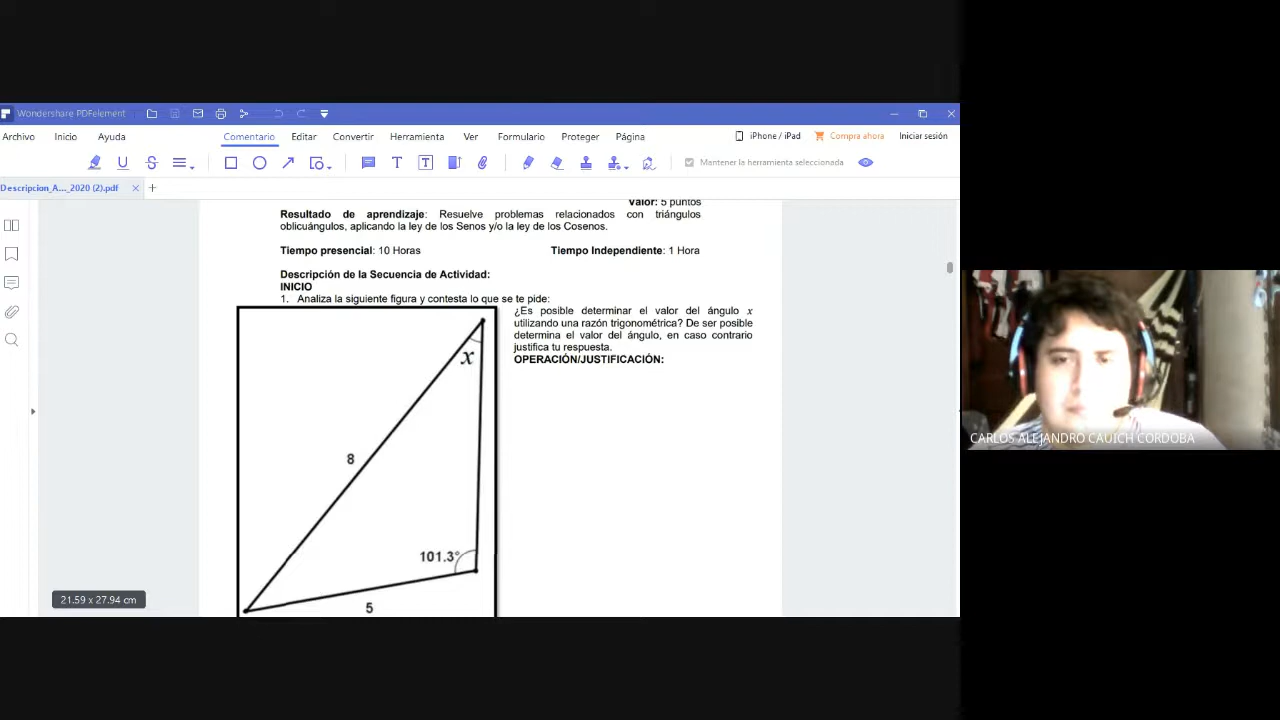 Wondershare PDFelement
Archivo Inicio Ayuda Comentario Editar Convertir Herramienta Ver Formulario Proteger Página iPhone / iPad Compra ahora Iniciar sesión
Mantener la herramienta seleccionada
Descripcion_A..._2020 (2).pdf
Valor: 5 puntos
Resultado de aprendizaje: Resuelve problemas relacionados con triángulos
oblicuángulos, aplicando la ley de los Senos y/o la ley de los Cosenos.
Tiempo presencial: 10 Horas Tiempo Independiente: 1 Hora
Descripción de la Secuencia de Actividad:
INICIO
1. Analiza la siguiente figura y contesta lo que se te pide:
¿Es posible determinar el valor del ángulo x
utilizando una razón trigonométrica? De ser posible
determina el valor del ángulo, en caso contrario
justifica tu respuesta.
OPERACIÓN/JUSTIFICACIÓN:
x
8
101.3°
5
21.59 x 27.94 cm
CARLOS ALEJANDRO CAUICH CORDOBA